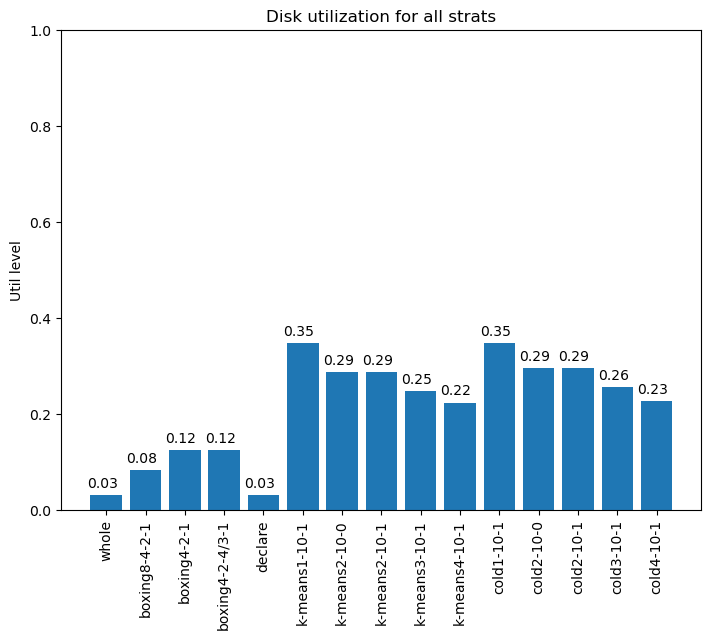 Disk utilization for all strats
Util level
1.0
0.8
0.6
0.4
0.2
0.0
0.03
0.08
0.12
0.12
0.03
0.35
0.29
0.29
0.25
0.22
0.35
0.29
0.29
0.26
0.23
whole
boxing8-4-2-1
boxing4-2-1
boxing4-2-4/3-1
declare
k-means1-10-1
k-means2-10-0
k-means2-10-1
k-means3-10-1
k-means4-10-1
cold1-10-1
cold2-10-0
cold2-10-1
cold3-10-1
cold4-10-1